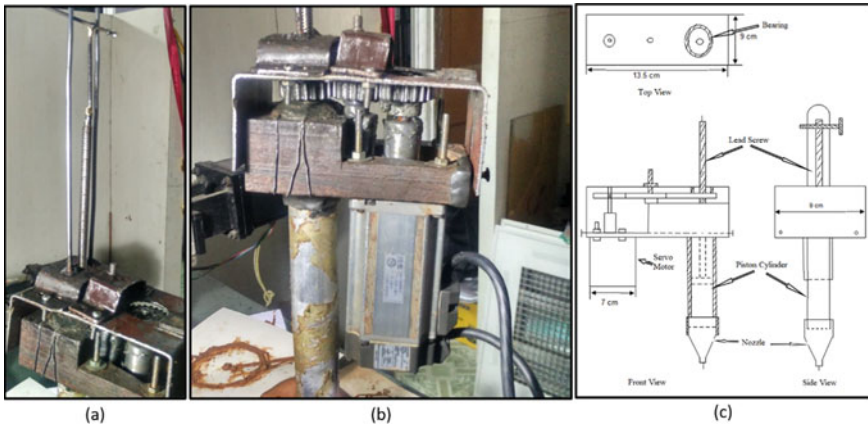 Bearing
9 cm
13.5 cm
Top View
Lead Screw
9 cm
Servo
Motor
Piston Cylinder
7 cm
Nozzle
Front View
Side View
(a)
(b)
(c)